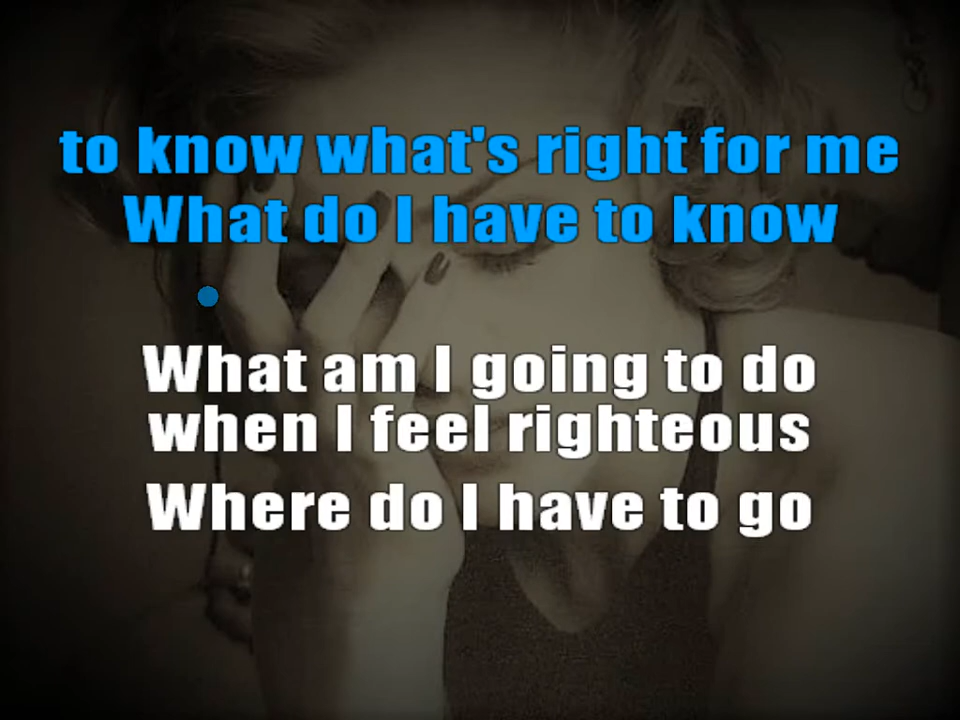 to know what's right for me
What do I have to know
What am I going to do
when I feel righteous
Where do I have to go